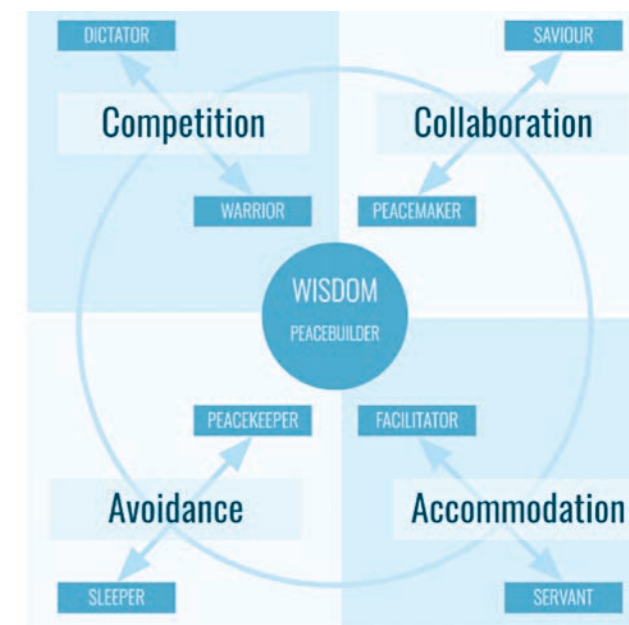 DICTATOR
SAVIOUR
Competition
Collaboration
WARRIOR
PEACEMAKER
WISDOM
PEACEBUILDER
PEACEKEEPER
FACILITATOR
Avoidance
Accommodation
SLEEPER
SERVANT